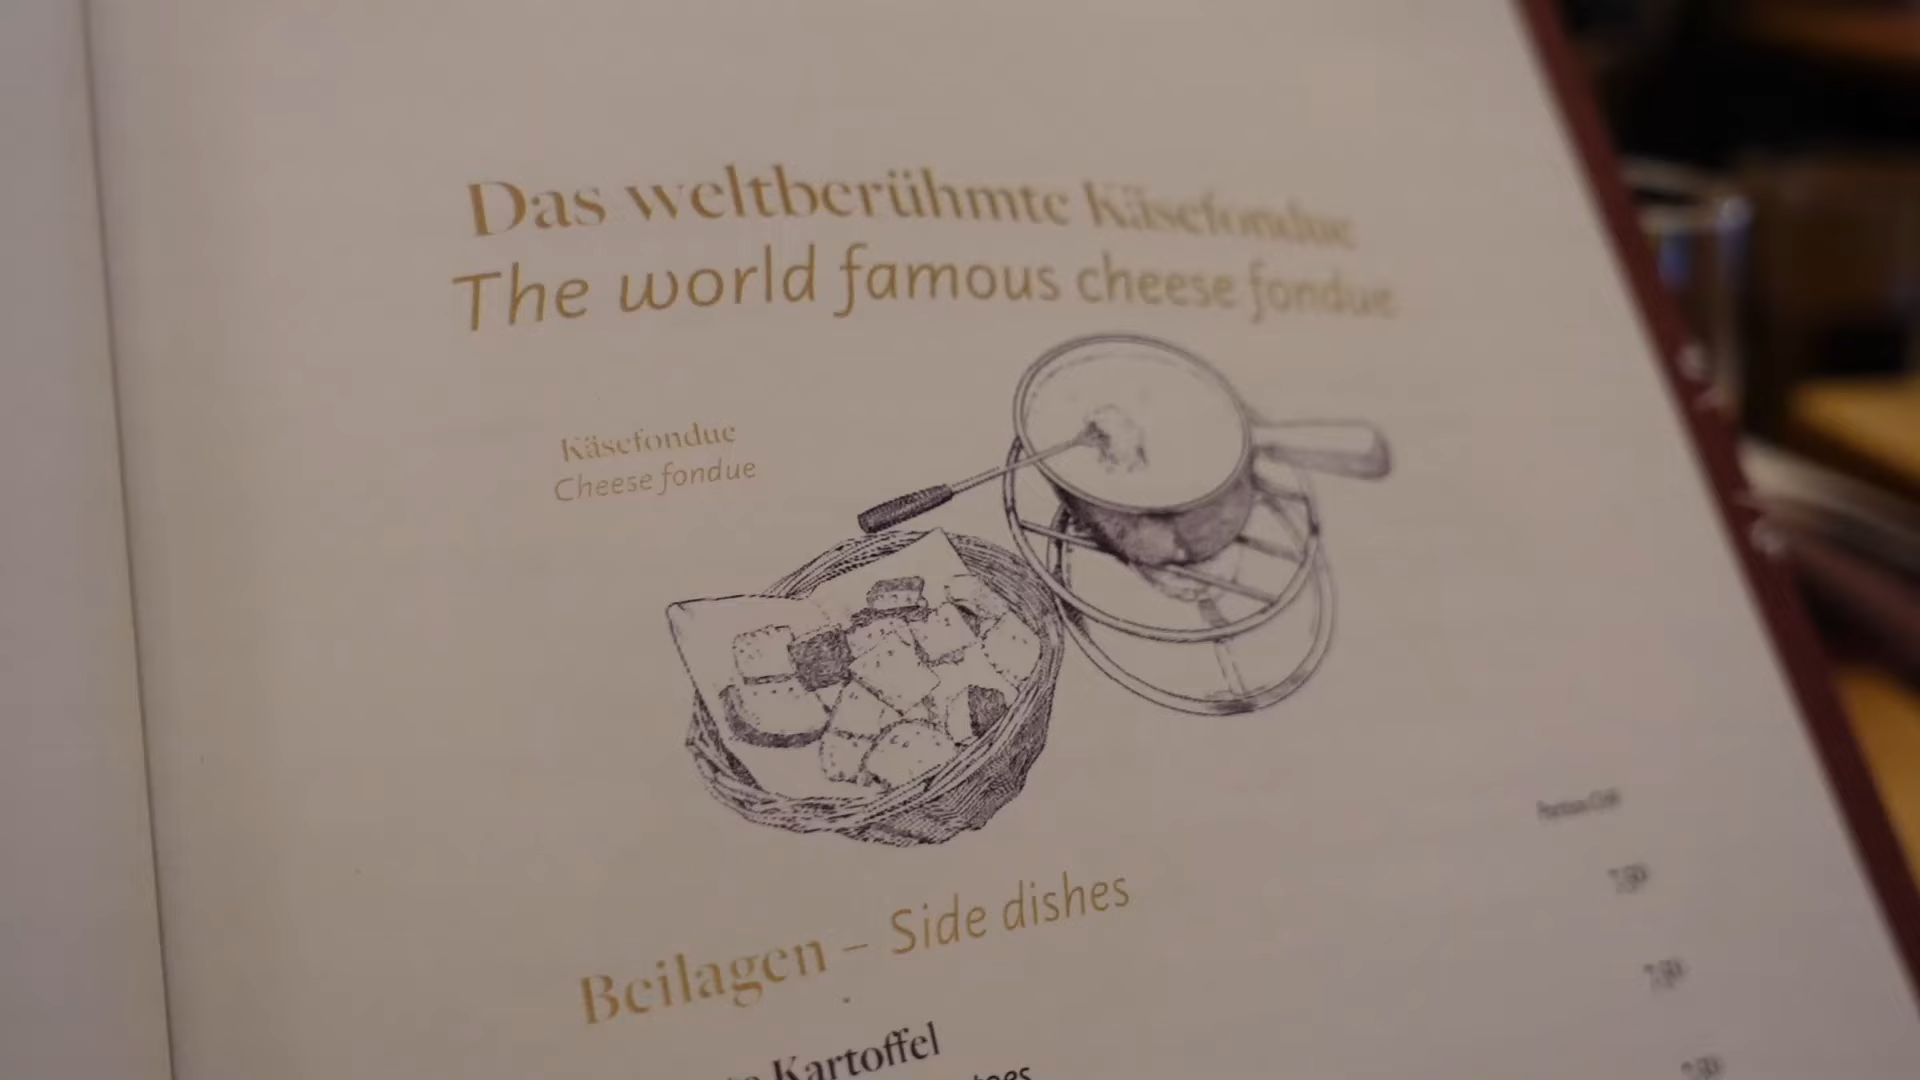 Das weltberühmte Käsefondue
The world famous cheese fondue
Käsefondue
Cheese fondue
Beilagen – Side dishes
Kartoffel